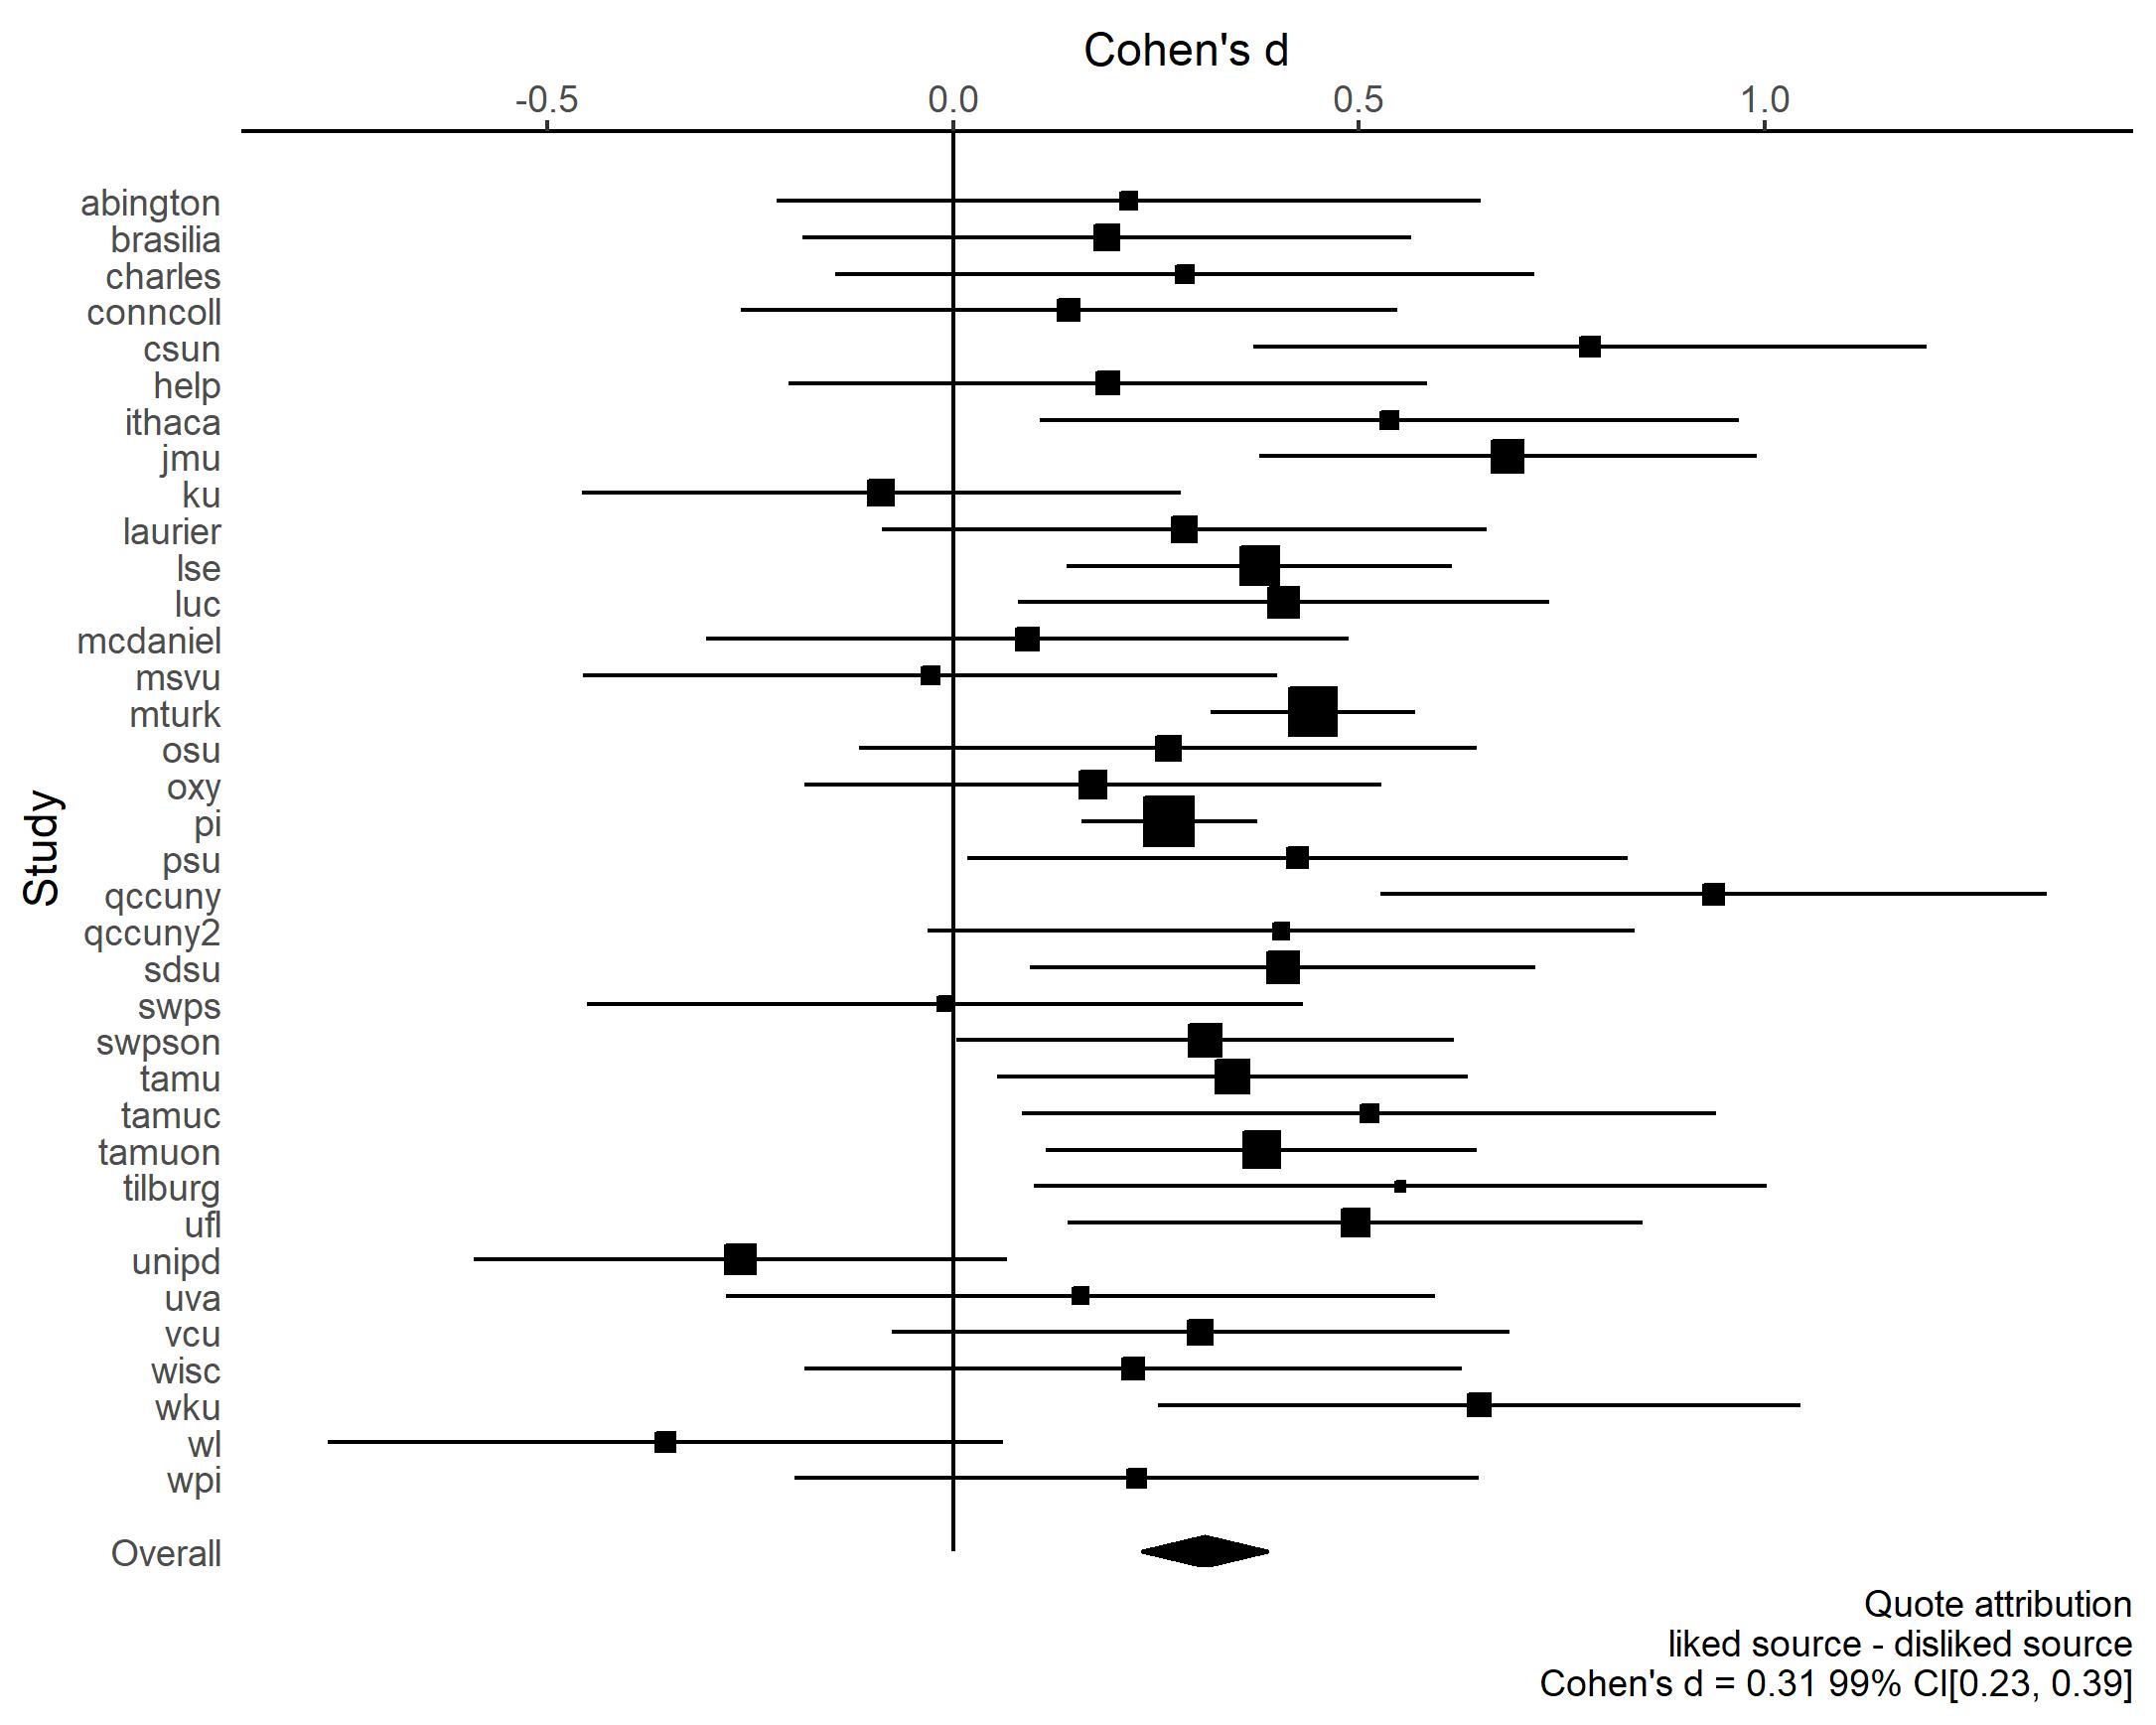 Cohen's d
-0.5 0.0 0.5 1.0
abington
brasilia
charles
conncoll
csun
help
ithaca
jmu
ku
laurier
lse
luc
mcdaniel
msvu
mturk
osu
oxy
pi
psu
qccuny
qccuny2
sdsu
swps
swpson
tamu
tamuc
tamuon
tilburg
ufl
unipd
uva
vcu
wisc
wku
wl
wpi
Overall
Study
Quote attribution
liked source - disliked source
Cohen's d = 0.31 99% CI[0.23, 0.39]